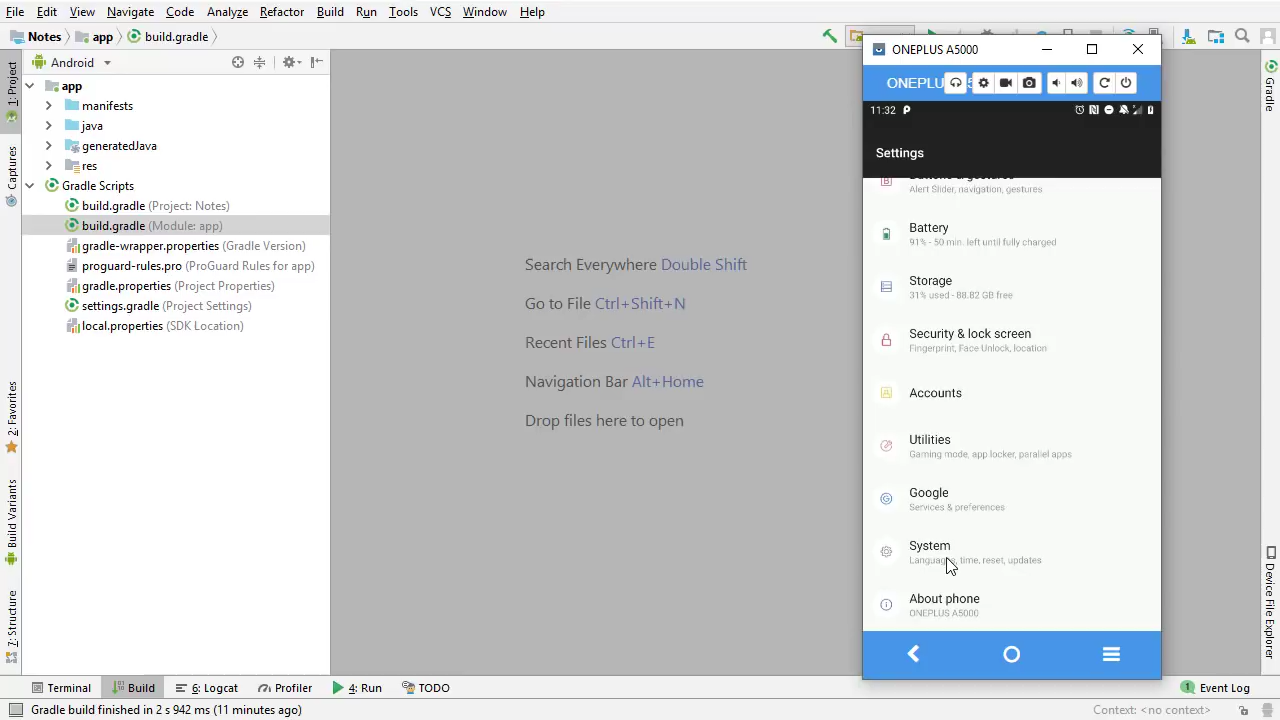 File Edit View Navigate Code Analyze Refactor Build Run Tools VCS Window Help
Notes app build.gradle
Android
app
manifests
java
generatedJava
res
Gradle Scripts
build.gradle (Project: Notes)
build.gradle (Module: app)
gradle-wrapper.properties (Gradle Version)
proguard-rules.pro (ProGuard Rules for app)
gradle.properties (Project Properties)
settings.gradle (Project Settings)
local.properties (SDK Location)
1: Project
Captures
2: Favorites
Build Variants
7: Structure
Search Everywhere Double Shift
Go to File Ctrl+Shift+N
Recent Files Ctrl+E
Navigation Bar Alt+Home
Drop files here to open
ONEPLUS A5000
ONEPLU
11:32
Settings
Buttons & gestures
Alert Slider, navigation, gestures
Battery
91% - 50 min. left until fully charged
Storage
31% used - 88.82 GB free
Security & lock screen
Fingerprint, Face Unlock, location
Accounts
Utilities
Gaming mode, app locker, parallel apps
Google
Services & preferences
System
Languages, time, reset, updates
About phone
ONEPLUS A5000
Gradle
Device File Explorer
Terminal Build 6: Logcat Profiler 4: Run TODO 1 Event Log
Gradle build finished in 2 s 942 ms (11 minutes ago) Context: <no context>